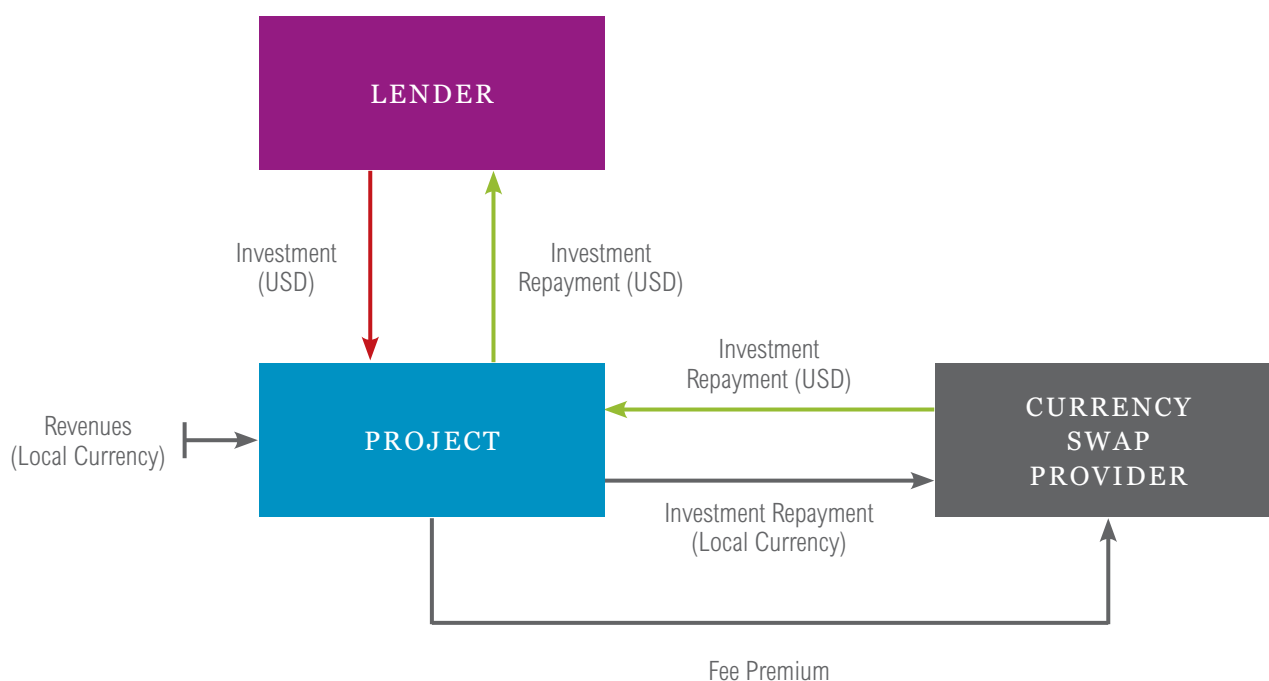 LENDER
Investment
(USD)
Investment
Repayment (USD)
Investment
Repayment (USD)
Revenues
(Local Currency)
PROJECT
CURRENCY
SWAP
PROVIDER
Investment Repayment
(Local Currency)
Fee Premium